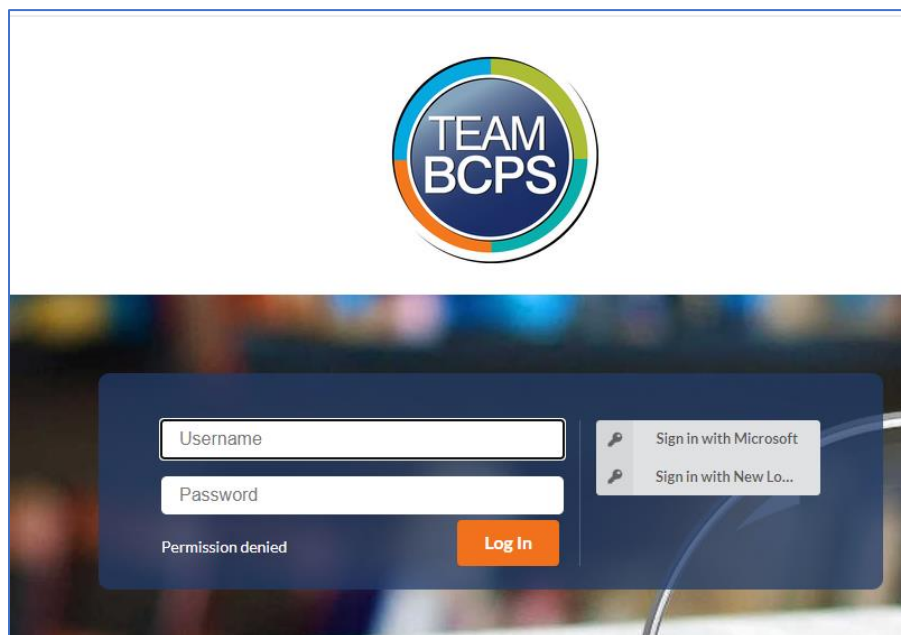 TEAM
BCPS
Username
Password
Permission denied
Log In
Sign in with Microsoft
Sign in with New Lo...